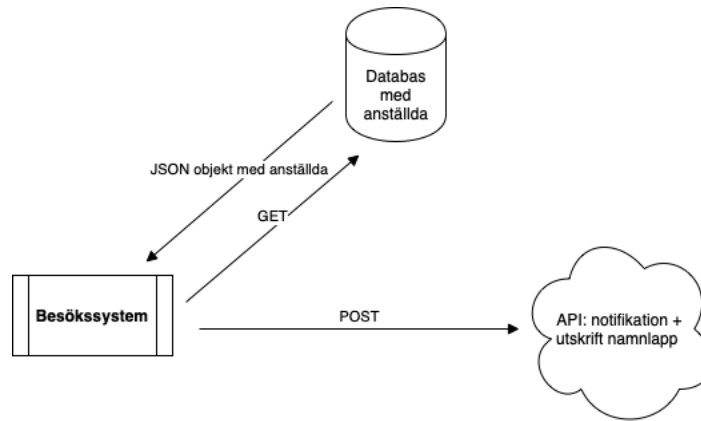 Databas
med
anställda
JSON objekt med anställda
GET
Besökssystem
POST
API: notifikation +
utskrift namnlapp